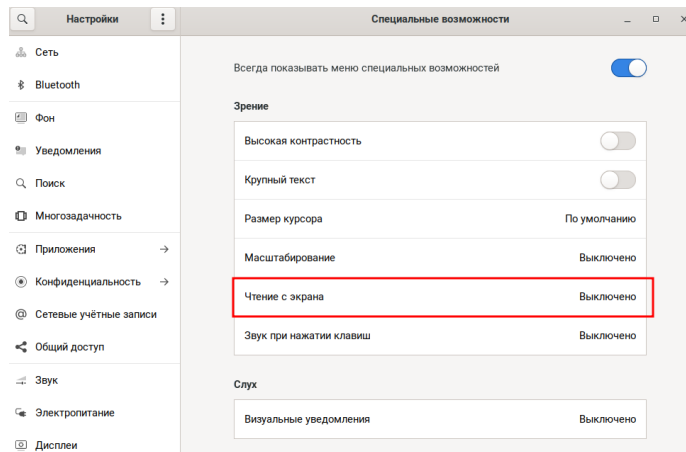 Настройки
Специальные возможности
Сеть
Bluetooth
Фон
Уведомления
Поиск
Многозадачность
Приложения
Конфиденциальность
Сетевые учётные записи
Общий доступ
Звук
Электропитание
Дисплеи
Всегда показывать меню специальных возможностей
Зрение
Высокая контрастность
Крупный текст
Размер курсора По умолчанию
Масштабирование Выключено
Чтение с экрана Выключено
Звук при нажатии клавиш Выключено
Слух
Визуальные уведомления Выключено